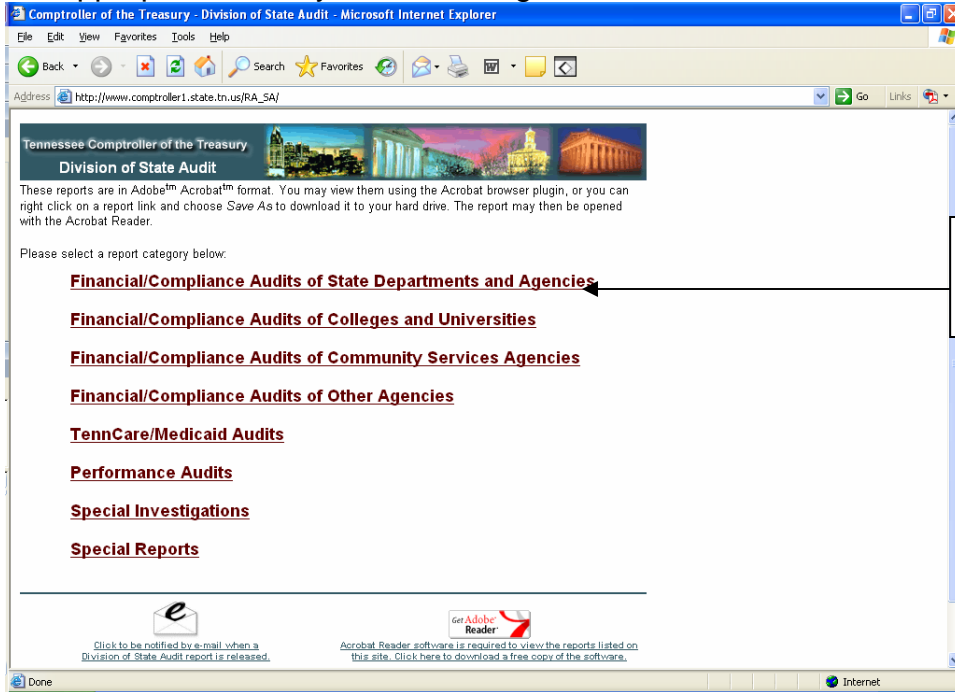 Comptroller of the Treasury - Division of State Audit - Microsoft Internet Explorer
File Edit View Favorites Tools Help
Back Search Favorites
Address http://www.comptroller1.state.tn.us/RA_SA/ Go Links
Tennessee Comptroller of the Treasury
Division of State Audit
These reports are in Adobetm Acrobattm format. You may view them using the Acrobat browser plugin, or you can
right click on a report link and choose Save As to download it to your hard drive. The report may then be opened
with the Acrobat Reader.
Please select a report category below:
Financial/Compliance Audits of State Departments and Agencies
Financial/Compliance Audits of Colleges and Universities
Financial/Compliance Audits of Community Services Agencies
Financial/Compliance Audits of Other Agencies
TennCare/Medicaid Audits
Performance Audits
Special Investigations
Special Reports
Get Adobe
Reader
Click to be notified by e-mail when a
Division of State Audit report is released.
Acrobat Reader software is required to view the reports listed on
this site. Click here to download a free copy of the software.
Done Internet